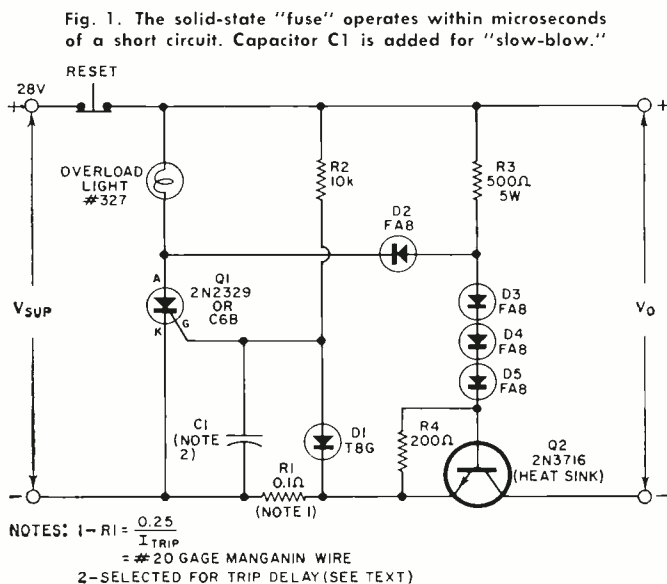 Fig. 1. The solid-state "fuse" operates within microseconds
of a short circuit. Capacitor C1 is added for "slow-blow."
RESET
28V
+
+
OVERLOAD
LIGHT
#327
R2
10k
R3
500Ω
5W
D2
FA8
A
Q1
2N2329
OR
C6B
K
G
VSUP
VO
D3
FA8
D4
FA8
D5
FA8
C1
(NOTE
2)
D1
T8G
R1
0.1Ω
(NOTE 1)
R4
200Ω
Q2
2N3716
(HEAT SINK)
−
−
NOTES: 1-R1= 0.25
ITRIP
= #20 GAGE MANGANIN WIRE
2-SELECTED FOR TRIP DELAY (SEE TEXT)